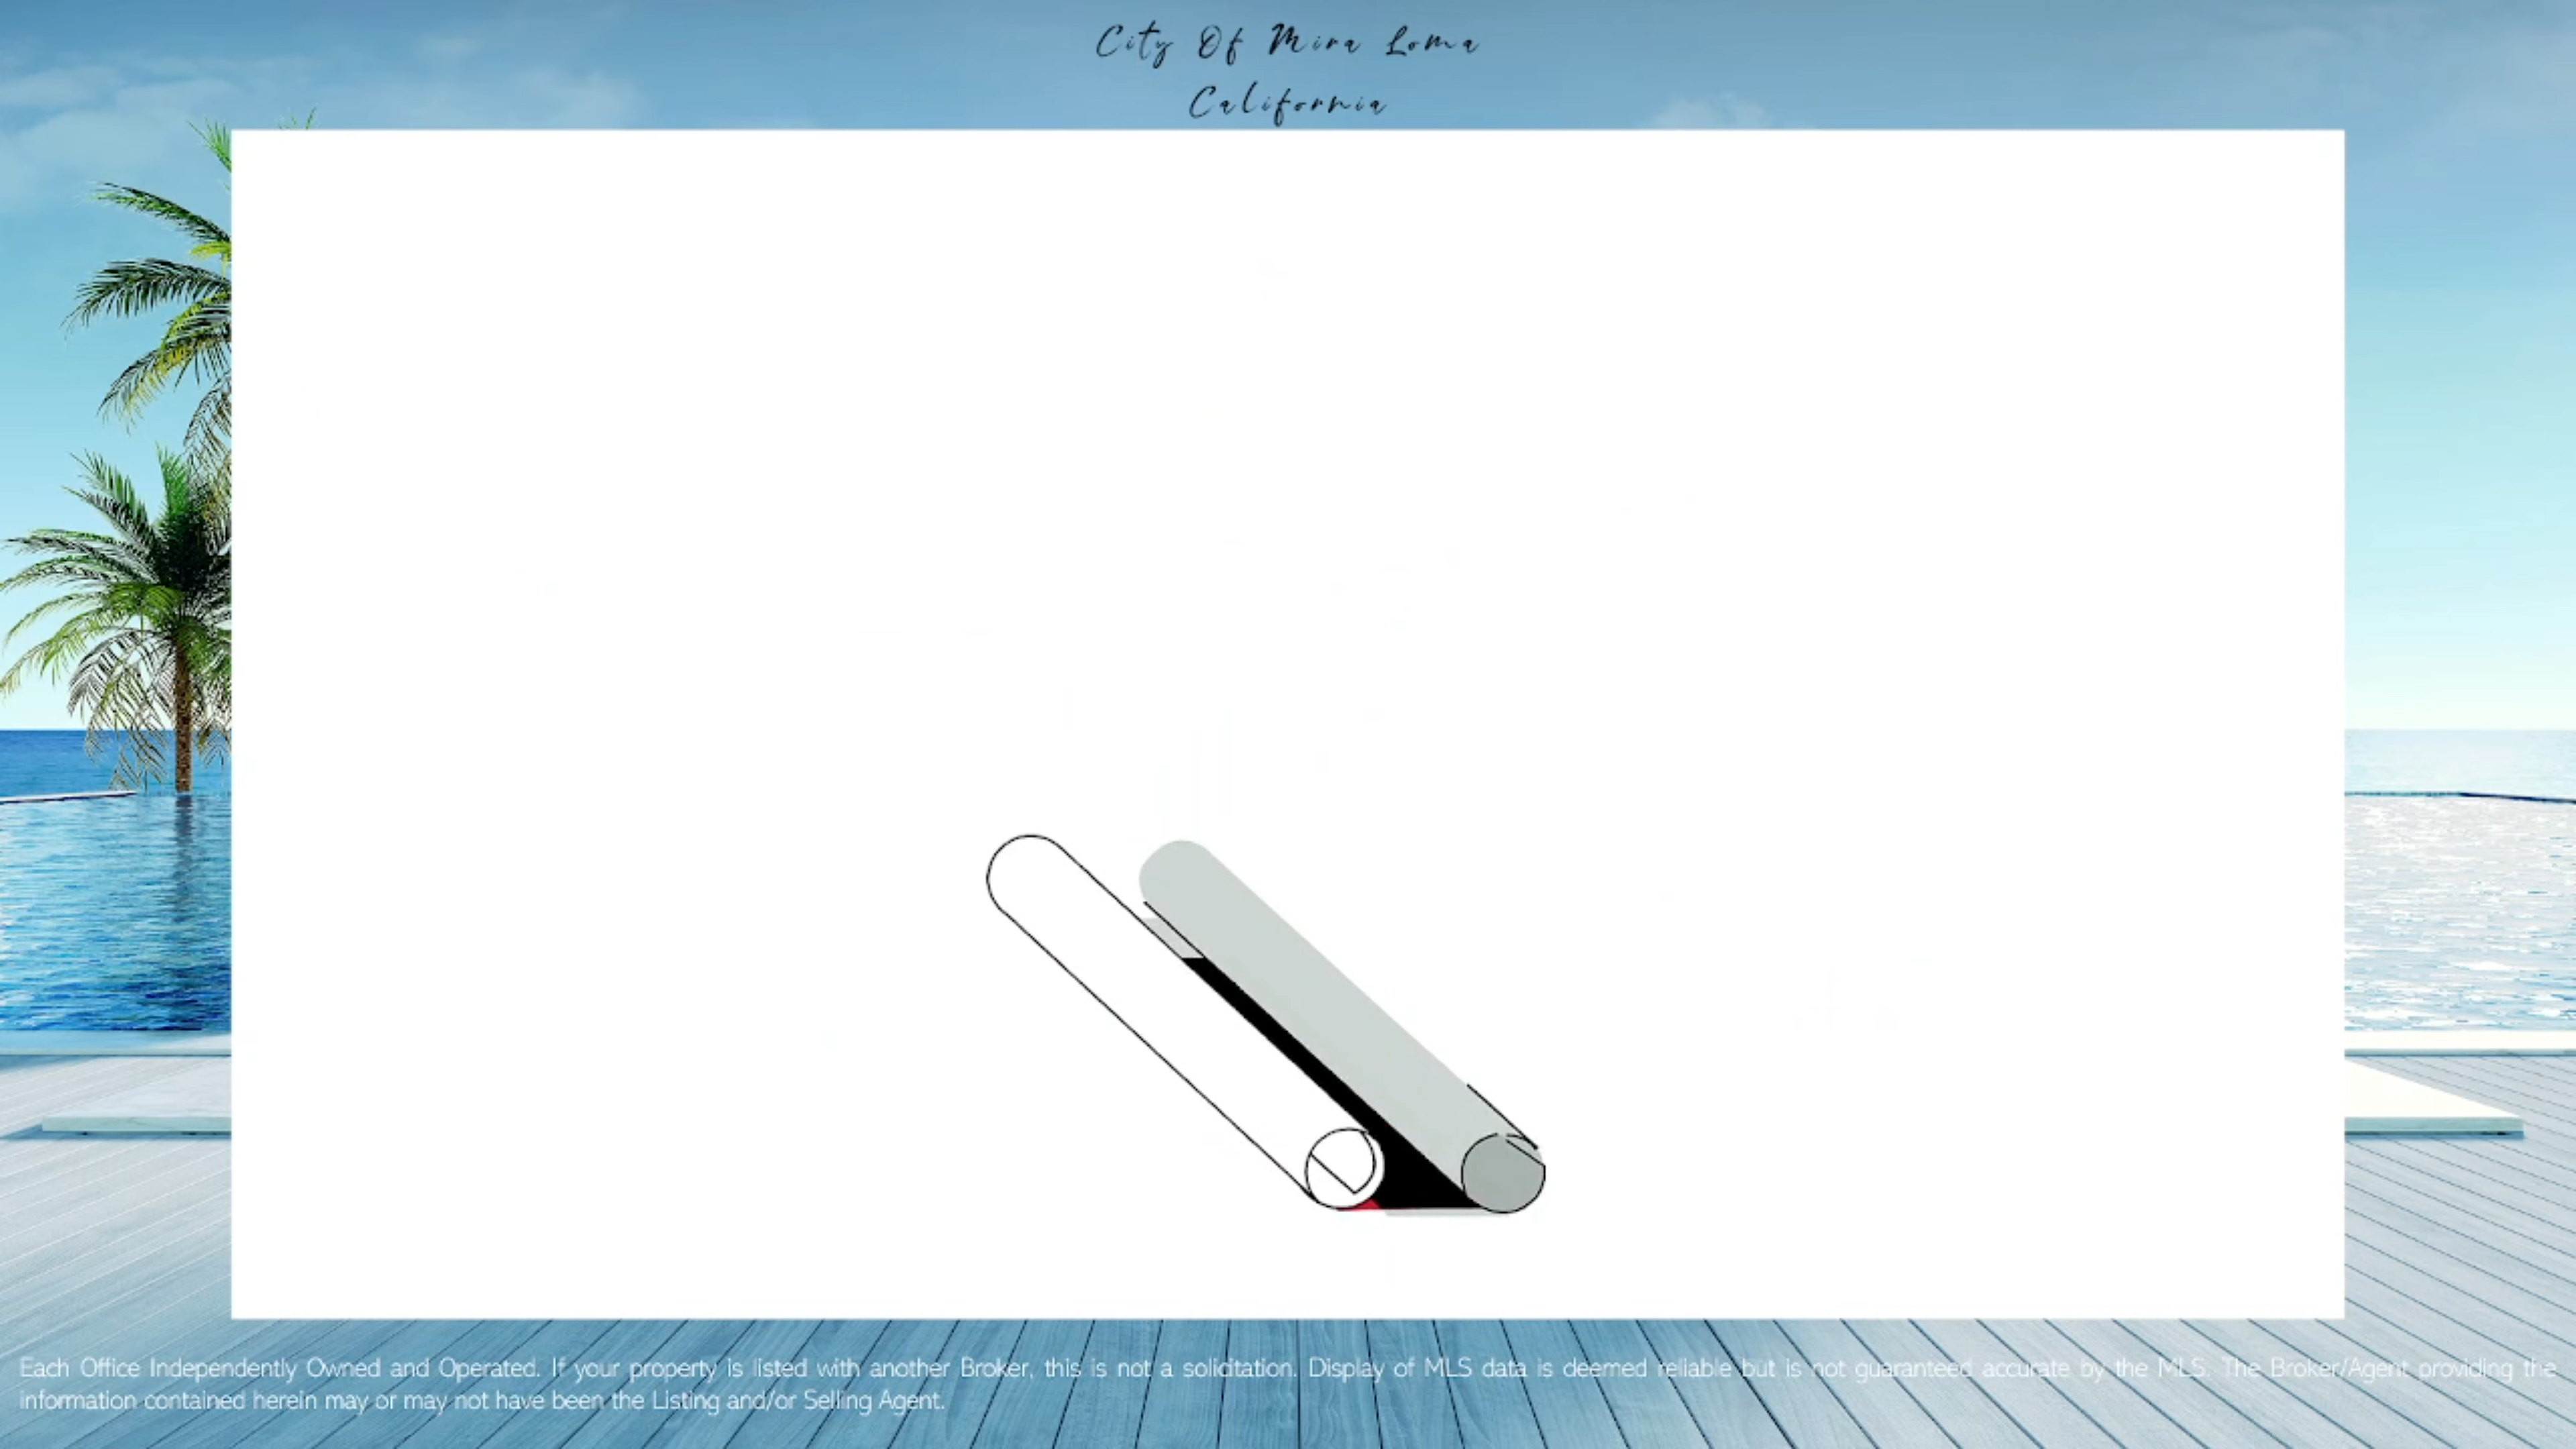 City Of Mira Loma
California
Each Office Independently Owned and Operated. If your property is listed with another Broker, this is not a solicitation. Display of MLS data is deemed reliable but is not guaranteed accurate by the MLS. The Broker/Agent providing the
information contained herein may or may not have been the Listing and/or Selling Agent.